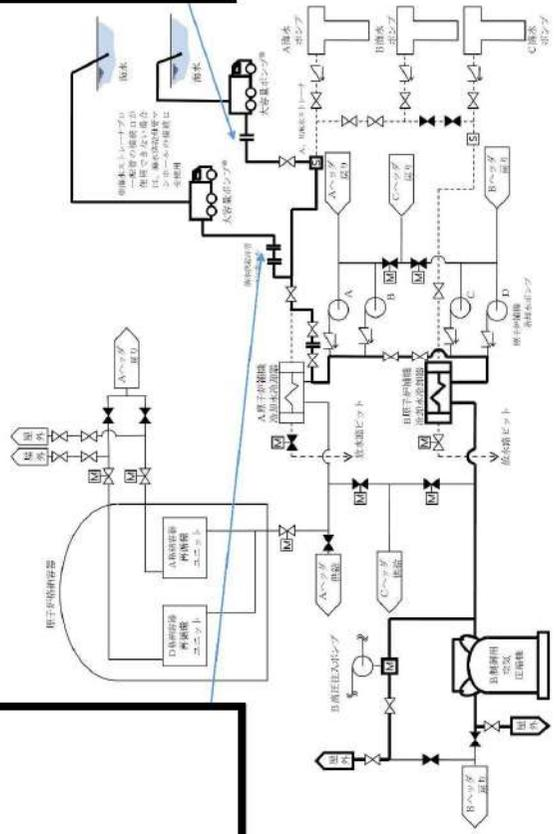 A海水
ポンプ
B海水
ポンプ
C海水
ポンプ
海水
海水
大容量ポンプ※
大容量ポンプ※
S
S
Aヘッダ
戻り
Cヘッダ
戻り
Bヘッダ
戻り
A
B
C
D
原子炉補機
冷却水ポンプ
M
M
A原子炉補機
冷却水冷却器
B原子炉補機
冷却水冷却器
M
M
放水路ピット
放水路ピット
Aヘッダ
戻り
屋外
屋外
M
M
原子炉格納容器
A格納容器
再循環
ユニット
D格納容器
再循環
ユニット
M
M
M
Aヘッダ
供給
Cヘッダ
供給
B高圧注入ポンプ
M
B制御用
空気
圧縮機
屋外
屋外
Bヘッダ
戻り